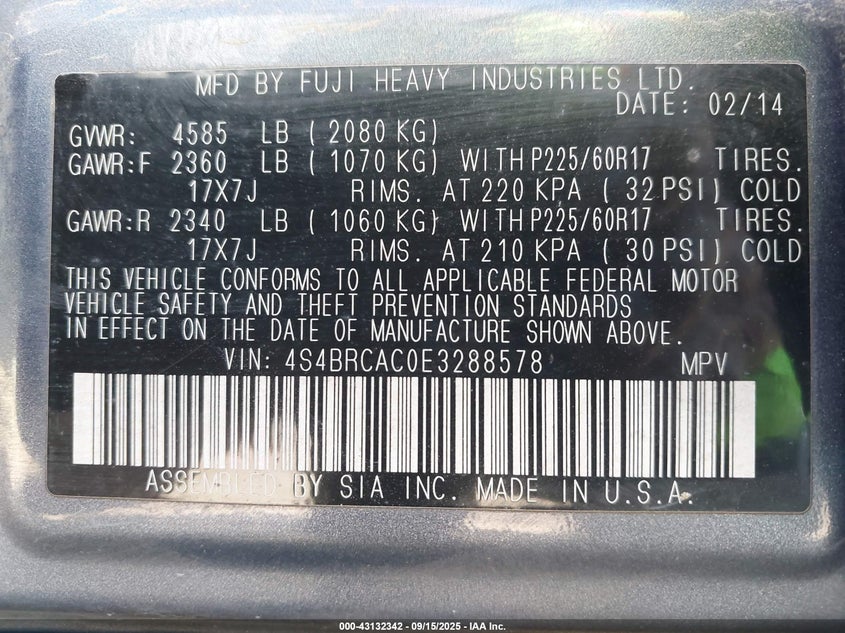 MFD BY FUJI HEAVY INDUSTRIES LTD.
DATE: 02/14
GVWR: 4585 LB ( 2080 KG)
GAWR:F 2360 LB ( 1070 KG) WITH P225/60R17 TIRES.
17X7J RIMS. AT 220 KPA ( 32 PSI) COLD
GAWR:R 2340 LB ( 1060 KG) WITH P225/60R17 TIRES.
17X7J RIMS. AT 210 KPA ( 30 PSI) COLD
THIS VEHICLE CONFORMS TO ALL APPLICABLE FEDERAL MOTOR
VEHICLE SAFETY AND THEFT PREVENTION STANDARDS
IN EFFECT ON THE DATE OF MANUFACTURE SHOWN ABOVE.
VIN: 4S4BRCAC0E3288578 MPV
ASSEMBLED BY SIA INC. MADE IN U.S.A.
000-43132342 - 09/15/2025 - IAA Inc.